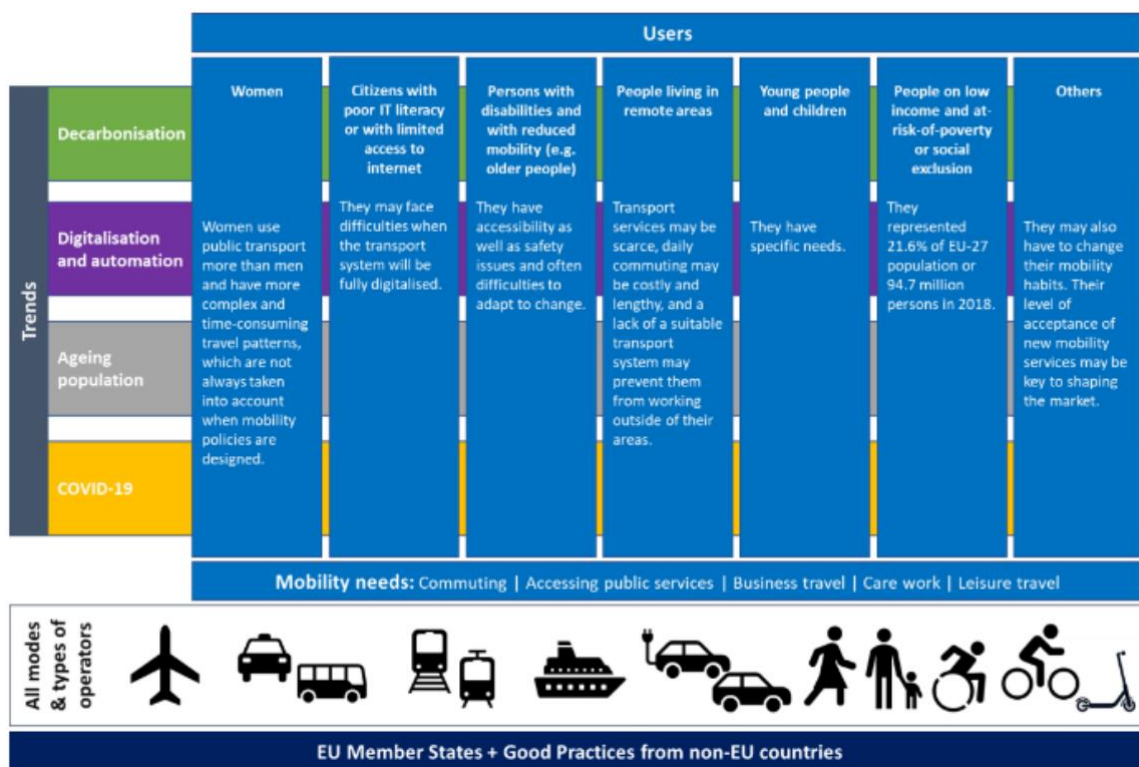 Users
Trends
Decarbonisation
Digitalisation
and automation
Ageing
population
COVID-19
Women
Women use
public transport
more than men
and have more
complex and
time-consuming
travel patterns,
which are not
always taken
into account
when mobility
policies are
designed.
Citizens with
poor IT literacy
or with limited
access to
internet
They may face
difficulties when
the transport
system will be
fully digitalised.
Persons with
disabilities and
with reduced
mobility (e.g.
older people)
They have
accessibility as
well as safety
issues and often
difficulties to
adapt to change.
People living in
remote areas
Transport
services may be
scarce, daily
commuting may
be costly and
lengthy, and a
lack of a suitable
transport
system may
prevent them
from working
outside of their
areas.
Young people
and children
They have
specific needs.
People on low
income and at-
risk-of-poverty
or social
exclusion
They
represented
21.6% of EU-27
population or
94.7 million
persons in 2018.
Others
They may also
have to change
their mobility
habits. Their
level of
acceptance of
new mobility
services may be
key to shaping
the market.
Mobility needs: Commuting | Accessing public services | Business travel | Care work | Leisure travel
All modes
& types of
operators
EU Member States + Good Practices from non-EU countries